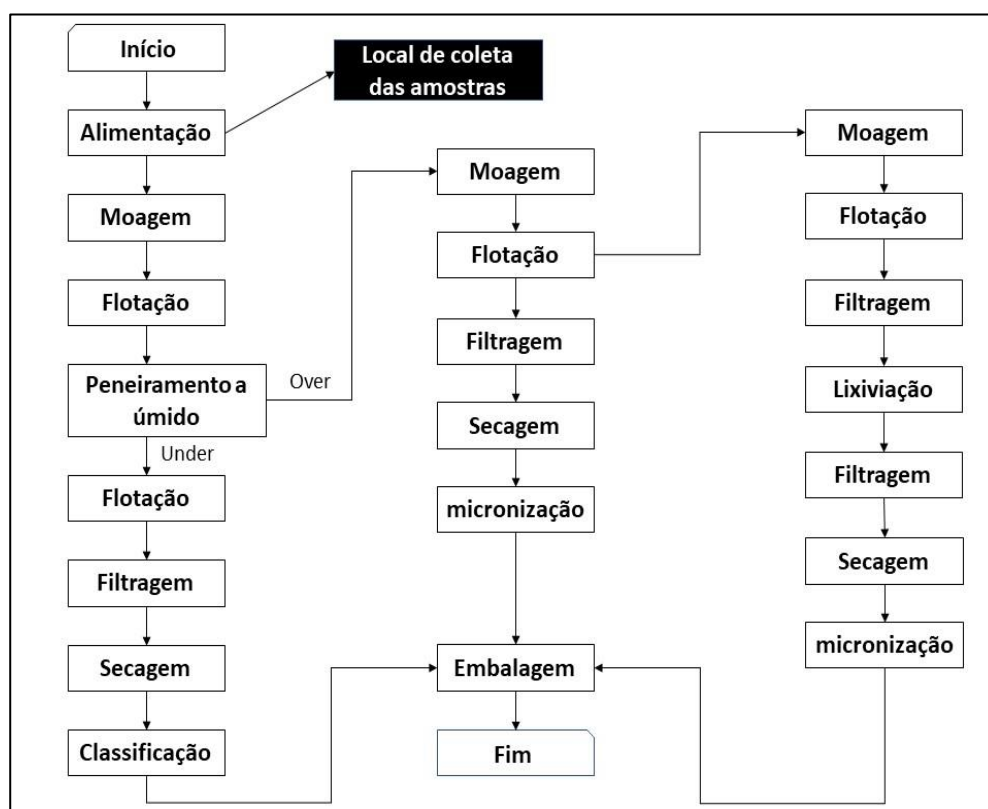 Início
Alimentação
Local de coleta
das amostras
Moagem
Flotação
Peneiramento a
úmido
Over
Under
Flotação
Filtragem
Secagem
Classificação
Moagem
Flotação
Filtragem
Secagem
micronização
Embalagem
Fim
Moagem
Flotação
Filtragem
Lixiviação
Filtragem
Secagem
micronização